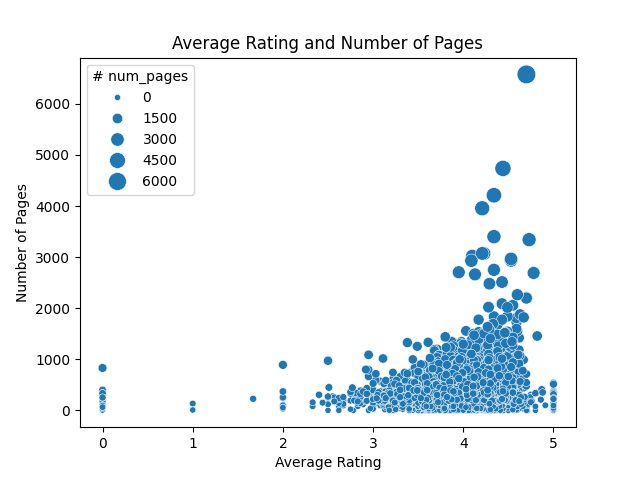 Average Rating and Number of Pages
# num_pages
0
1500
3000
4500
6000
Number of Pages
6000
5000
4000
3000
2000
1000
0
0 1 2 3 4 5
Average Rating